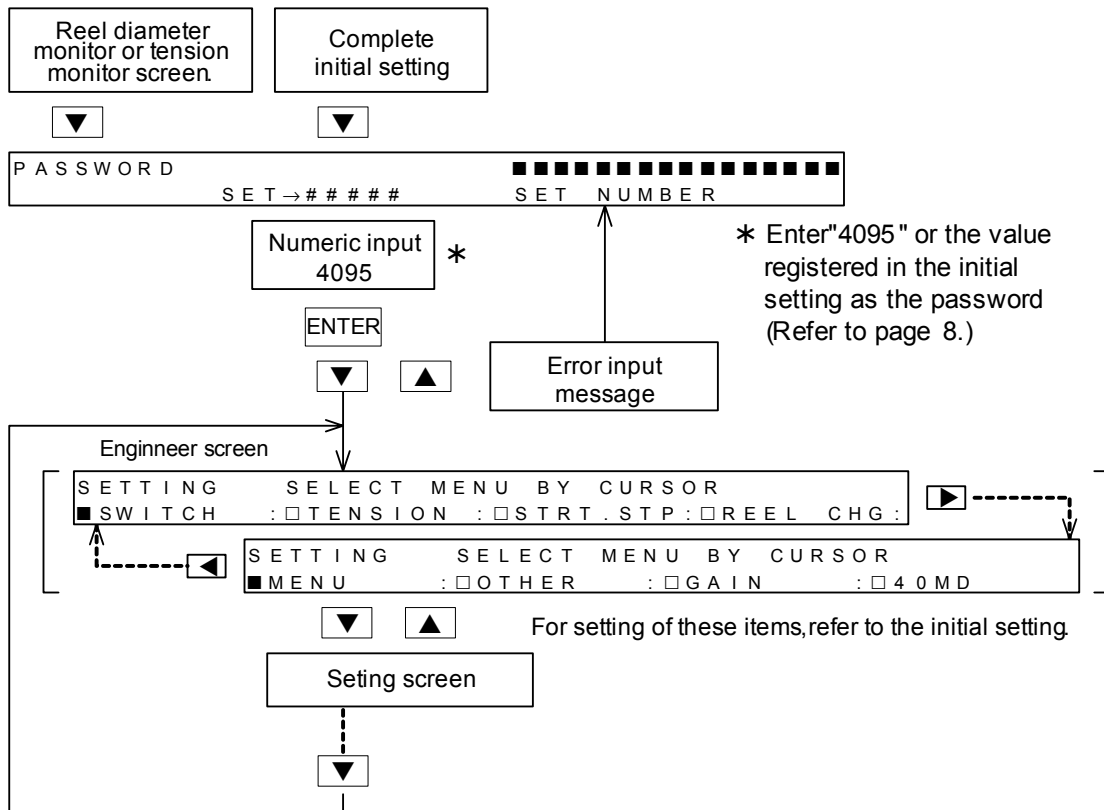 Reel diameter
monitor or tension
monitor screen.
Complete
initial setting
▼
▼
PASSWORD ■■■■■■■■■■■■■■■■
SET→##### SET NUMBER
Numeric input
4095
*
* Enter"4095" or the value
registered in the initial
setting as the password
(Refer to page 8.)
ENTER
▼ ▲
Error input
message
Enginneer screen
SETTING SELECT MENU BY CURSOR
■SWITCH :□TENSION :□STRT.STP:□REEL CHG:
▶
◀
SETTING SELECT MENU BY CURSOR
■MENU :□OTHER :□GAIN :□40MD
▼ ▲
For setting of these items,refer to the initial setting.
Seting screen
▼